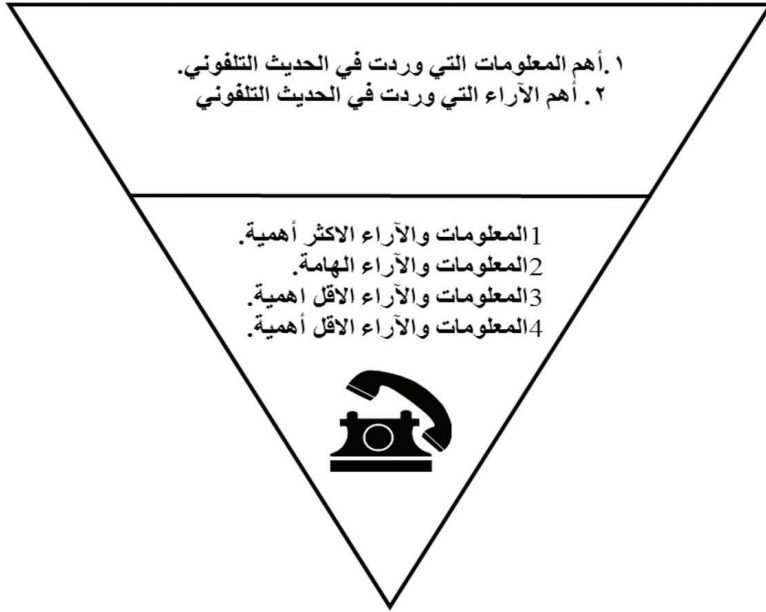 ١.أهم المعلومات التي وردت في الحديث التلفوني.
٢. أهم الآراء التي وردت في الحديث التلفوني
1المعلومات والآراء الاكثر أهمية.
2المعلومات والآراء الهامة.
3المعلومات والآراء الاقل اهمية.
4المعلومات والآراء الاقل أهمية.